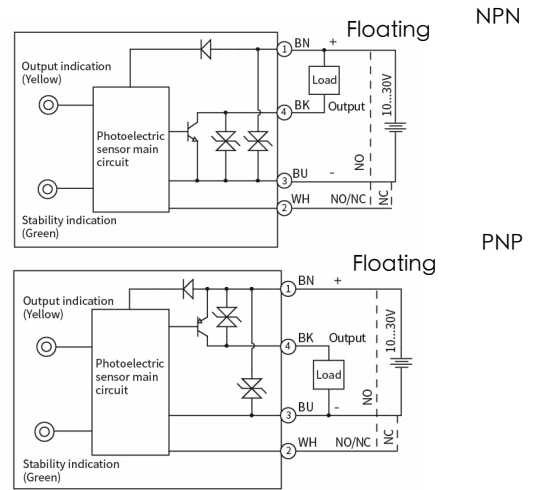 NPN
Floating
1 BN +
Output indication
(Yellow)
Load
10...30V
4 BK Output
Photoelectric
sensor main
circuit
NO
3 BU -
2 WH NO/NC NC
Stability indication
(Green)
PNP
Floating
1 BN +
Output indication
(Yellow)
10...30V
4 BK Output
Photoelectric
sensor main
circuit
Load
NO
3 BU -
2 WH NO/NC NC
Stability indication
(Green)